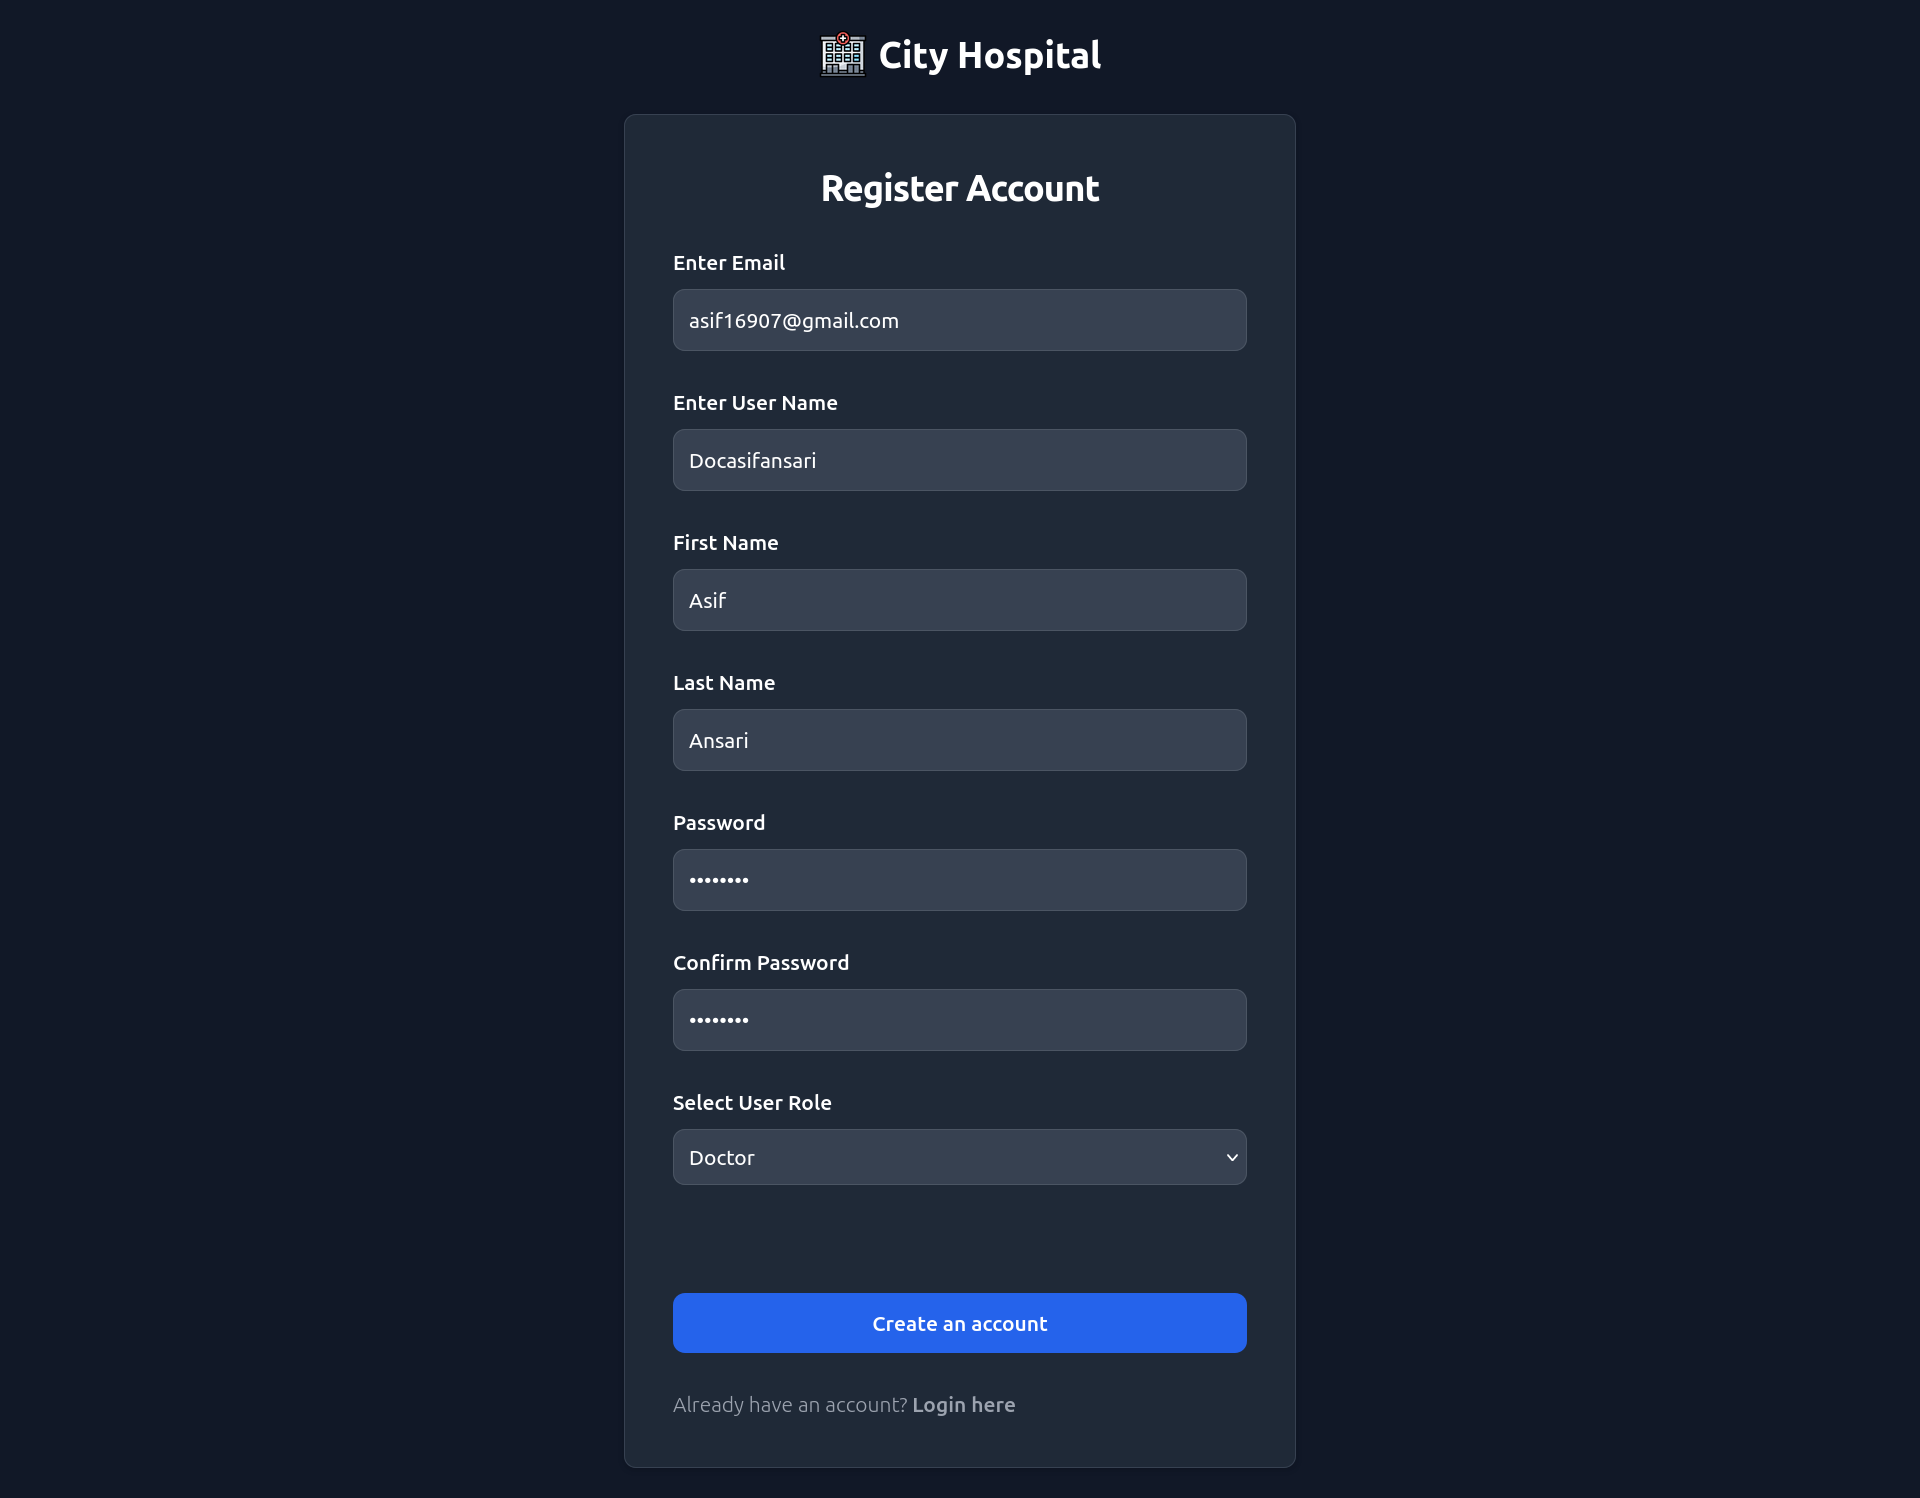 City Hospital
Register Account
Enter Email
asif16907@gmail.com
Enter User Name
Docasifansari
First Name
Asif
Last Name
Ansari
Password
••••••••
Confirm Password
••••••••
Select User Role
Doctor
Create an account
Already have an account? Login here